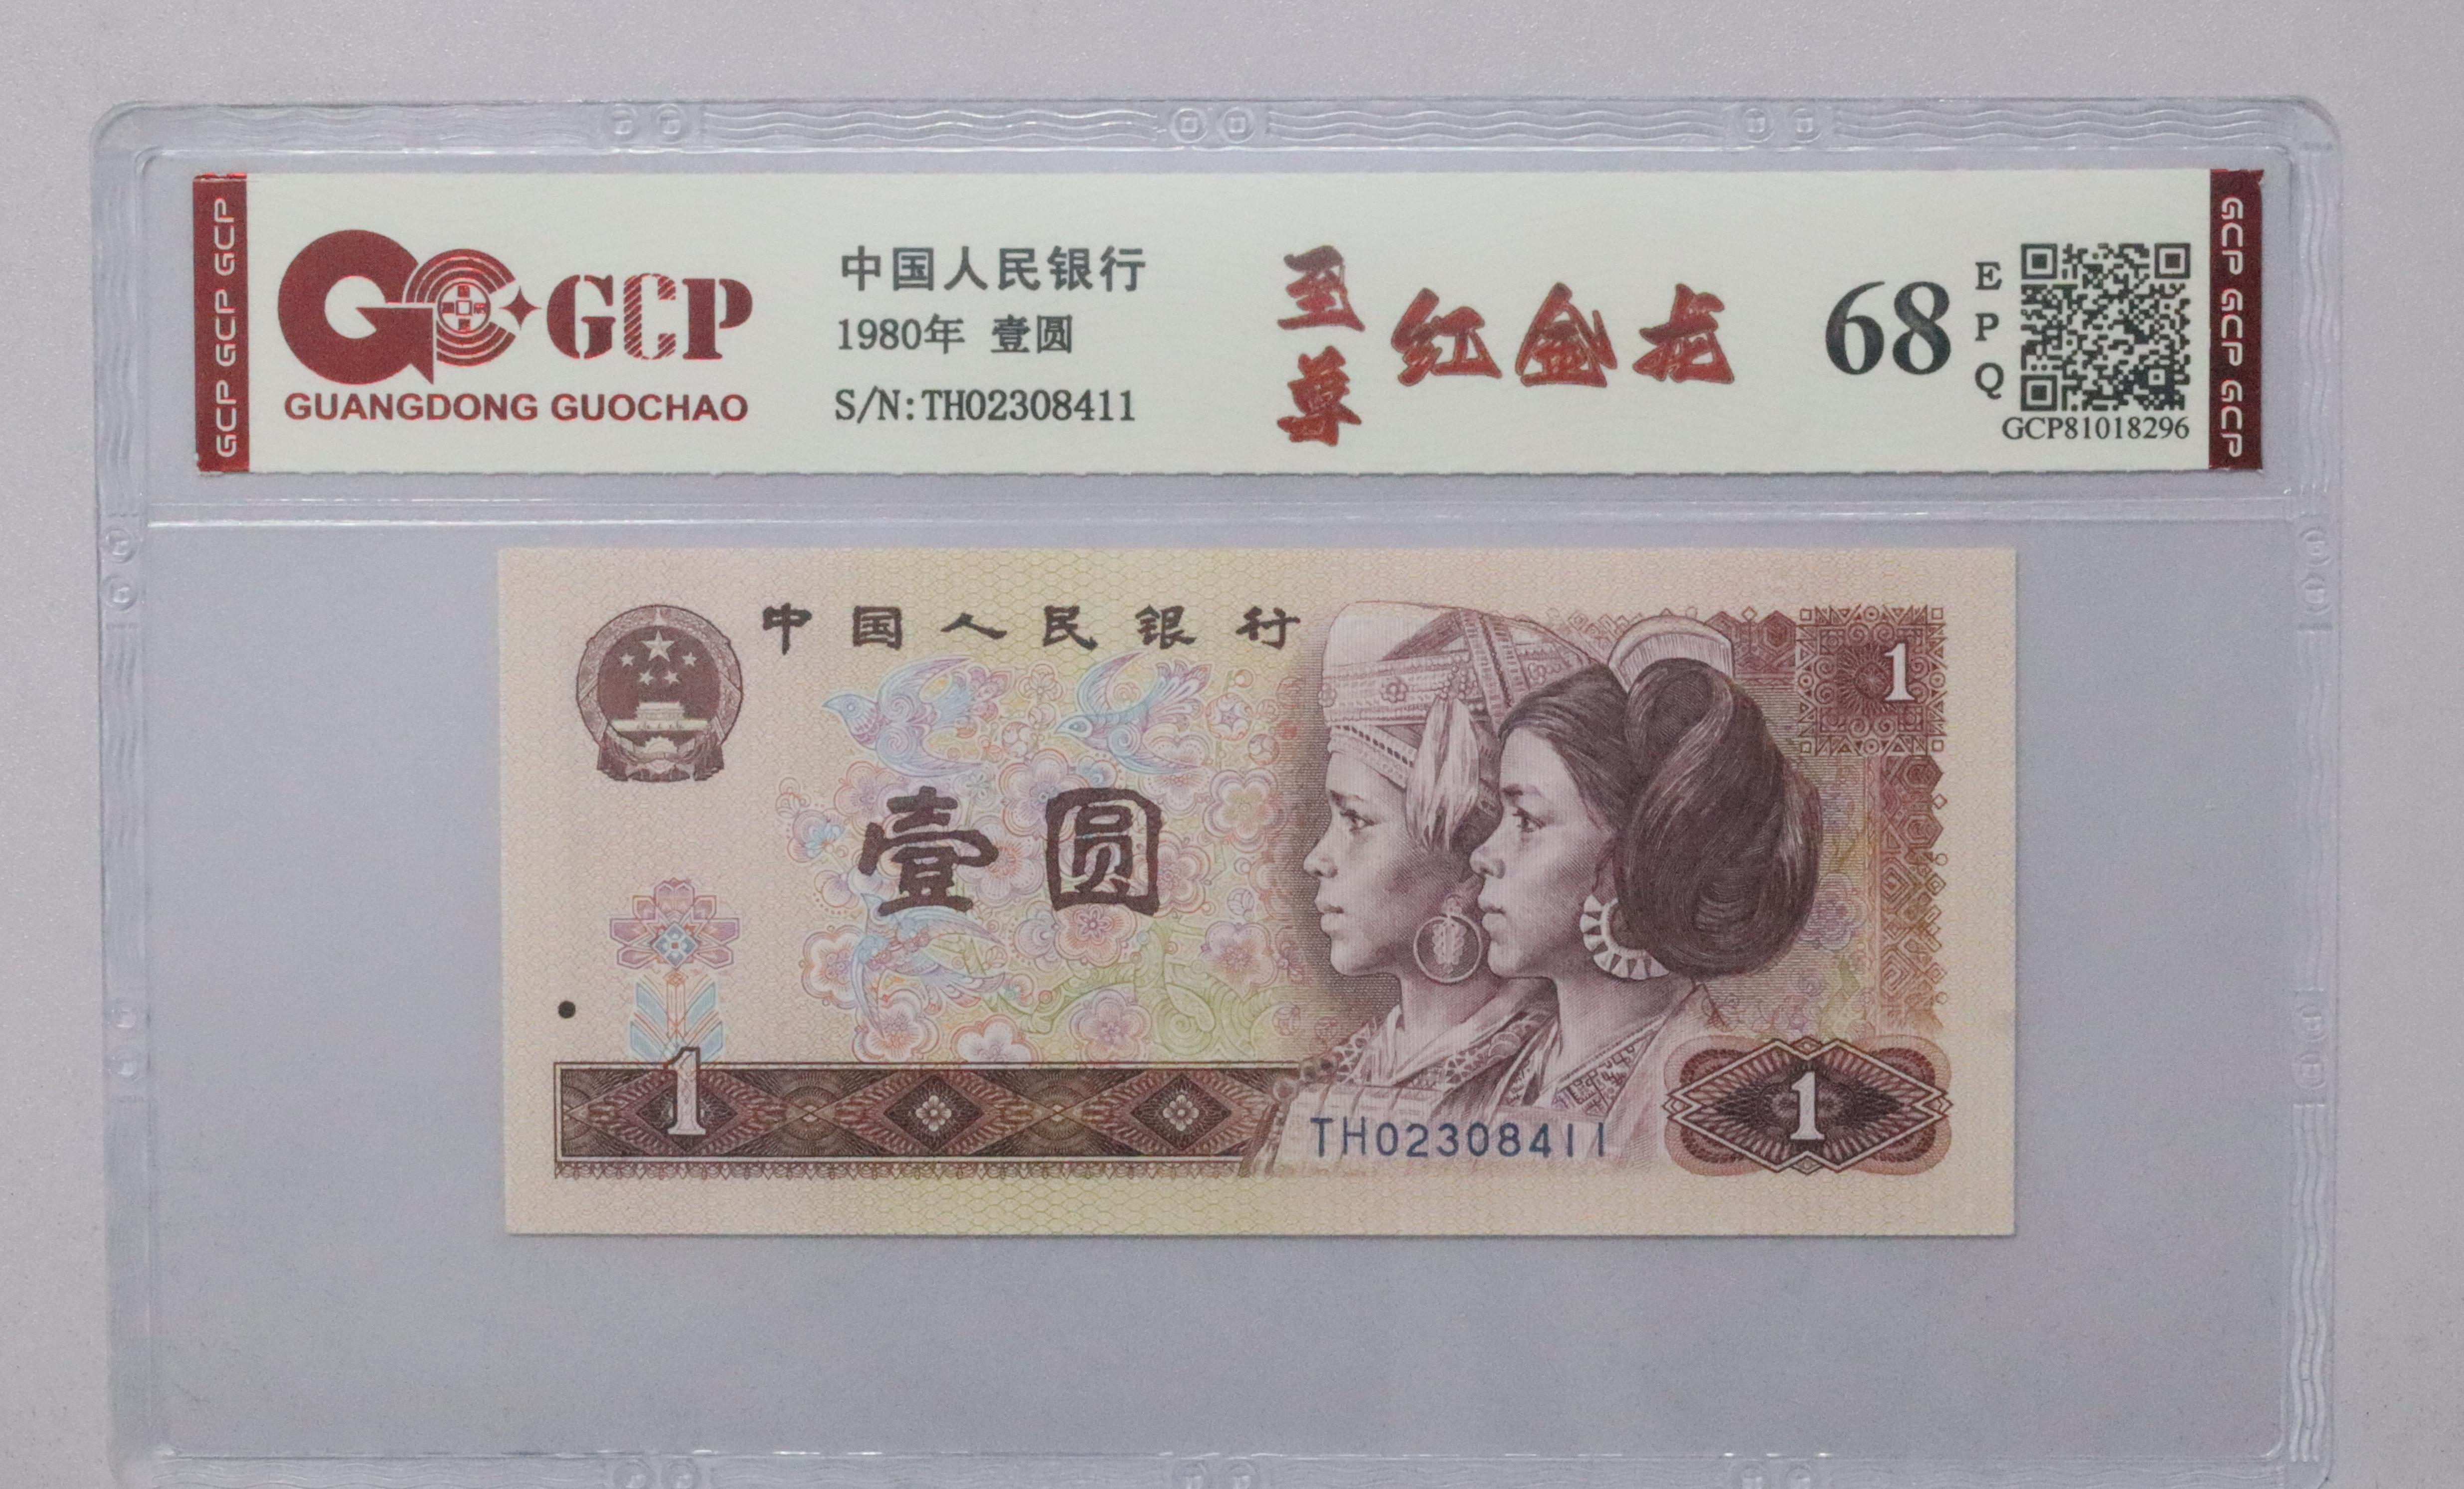 GCP GCP GCP
GCP
GUANGDONG GUOCHAO
中国人民银行
1980年 壹圆
S/N:TH02308411
至尊
红金龙
68
EPQ
GCP81018296
GCP GCP GCP
中国人民银行
1
壹圆
1
TH02308411
1